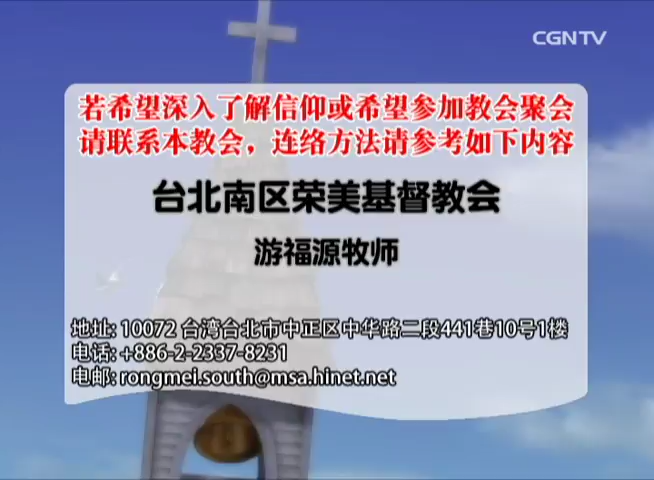 CGNTV
若希望深入了解信仰或希望参加教会聚会
请联系本教会，连络方法请参考如下内容
台北南区荣美基督教会
游福源牧师
地址: 10072 台湾台北市中正区中华路二段441巷10号1楼
电话: +886-2-2337-8231
电邮: rongmei.south@msa.hinet.net